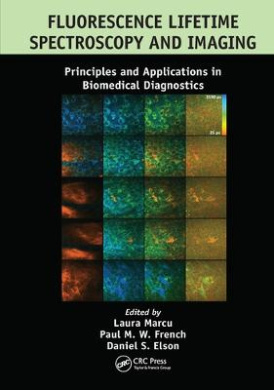 FLUORESCENCE LIFETIME
SPECTROSCOPY AND IMAGING
Principles and Applications in
Biomedical Diagnostics
Edited by
Laura Marcu
Paul M. W. French
Daniel S. Elson
CRC Press
Taylor & Francis Group